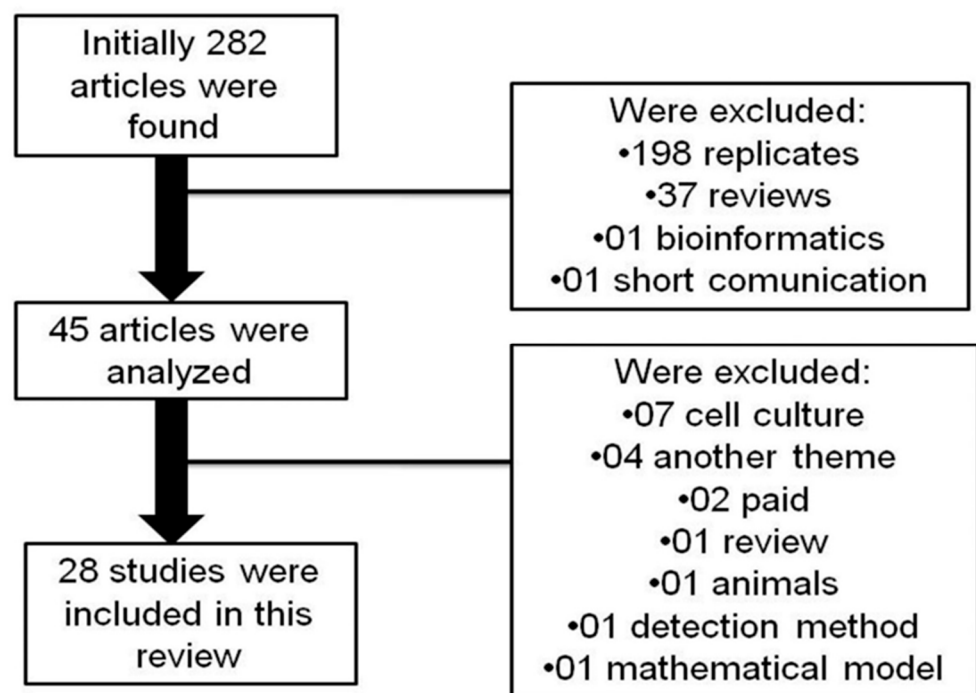 Initially 282
articles were
found
Were excluded:
•198 replicates
•37 reviews
•01 bioinformatics
•01 short comunication
45 articles were
analyzed
Were excluded:
•07 cell culture
•04 another theme
•02 paid
•01 review
•01 animals
•01 detection method
•01 mathematical model
28 studies were
included in this
review